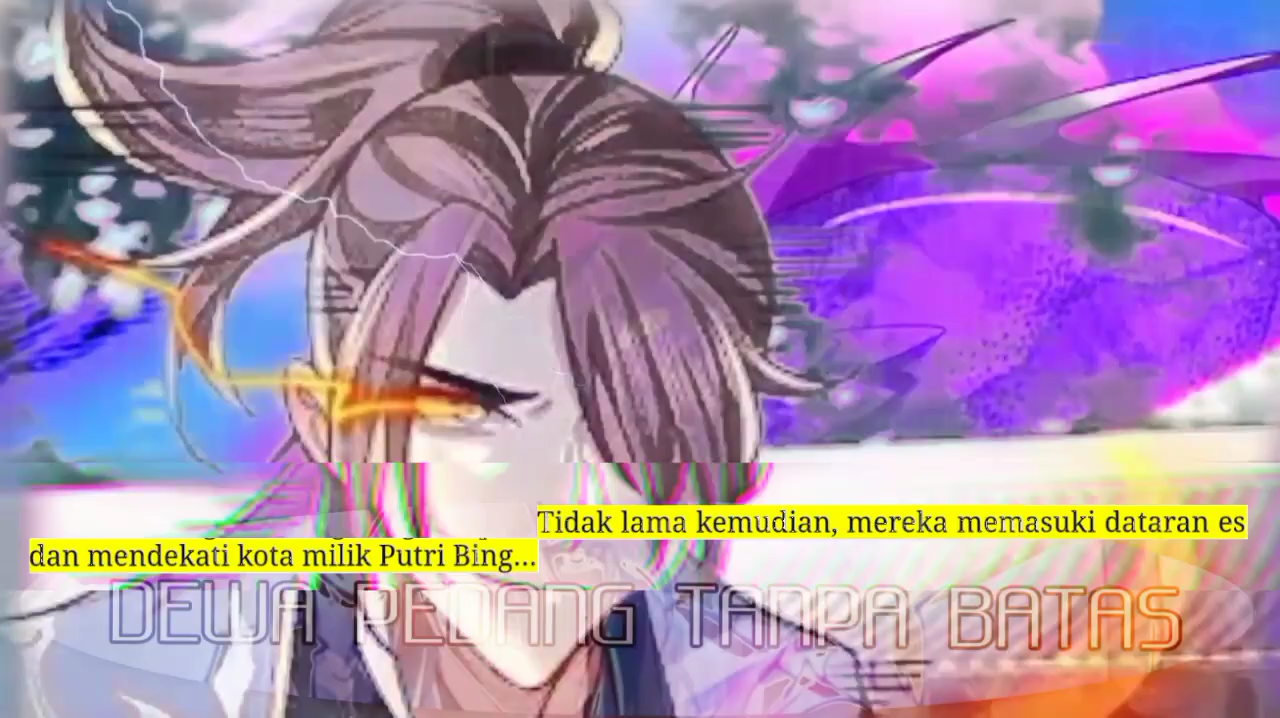 Tidak lama kemudian, mereka memasuki dataran es
dan mendekati kota milik Putri Bing...
DEWA PEDANG TANPA BATAS